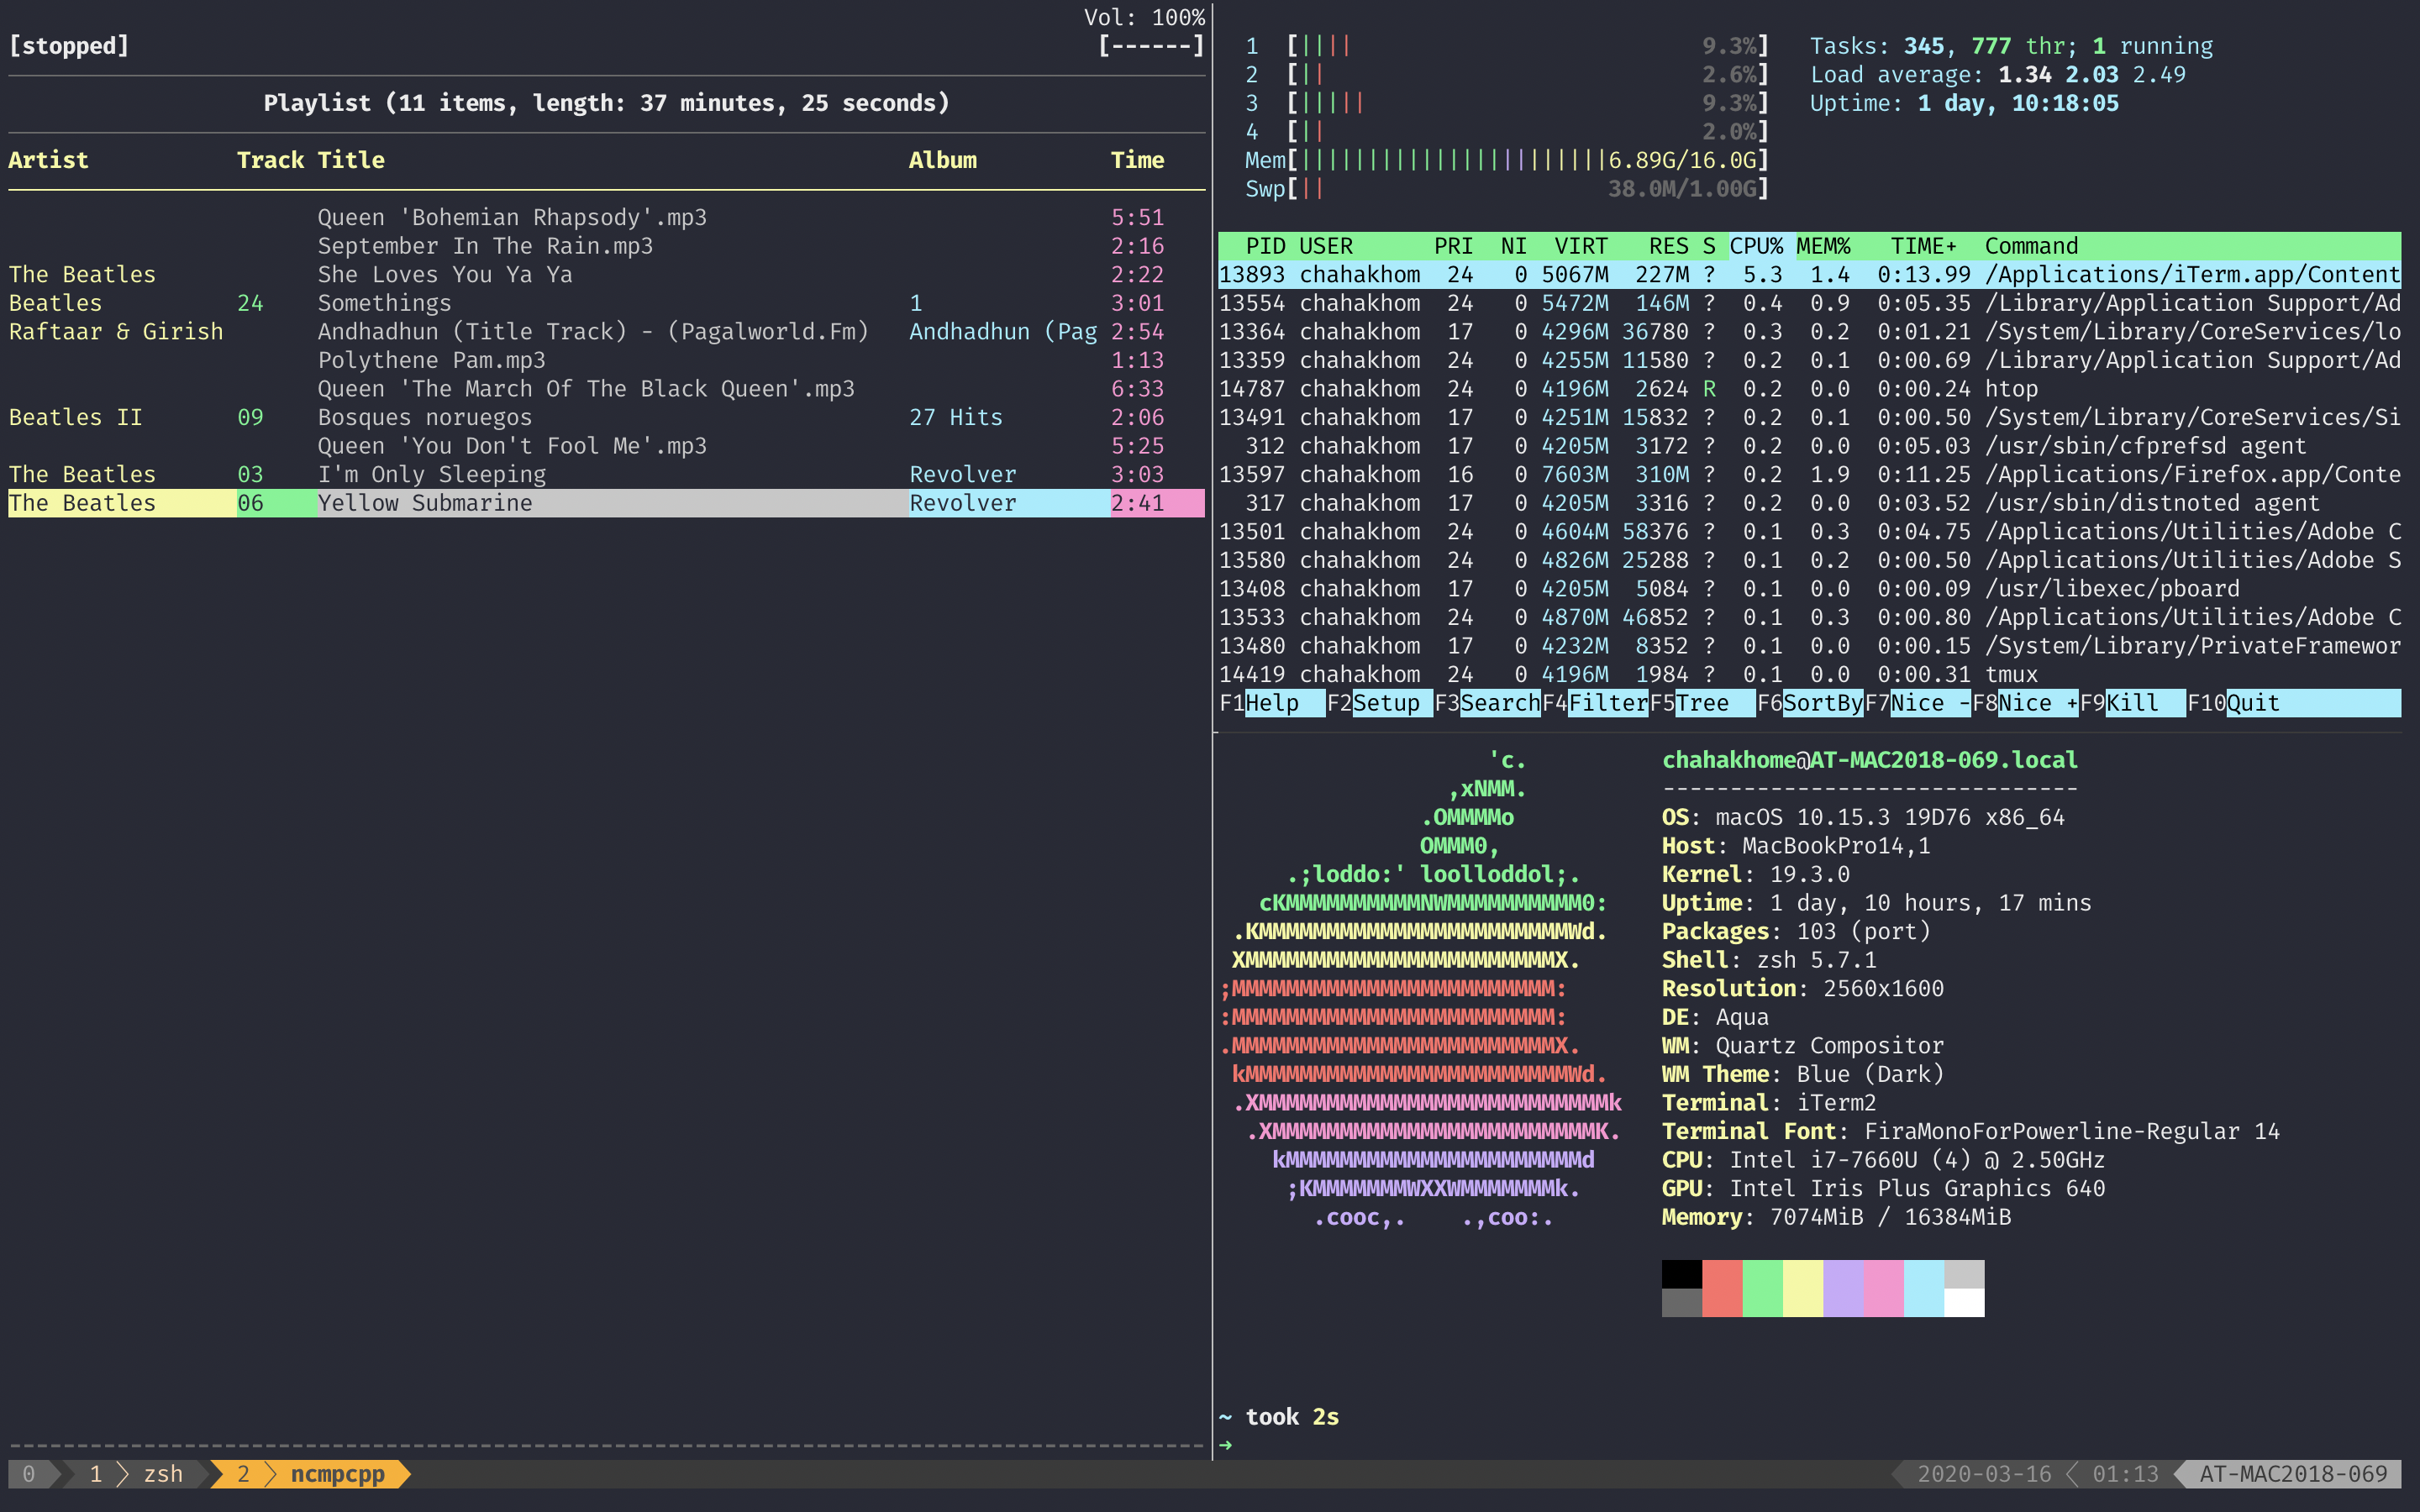 Vol: 100%
[stopped] [------]
Playlist (11 items, length: 37 minutes, 25 seconds)
Artist Track Title Album Time
Queen 'Bohemian Rhapsody'.mp3 5:51
September In The Rain.mp3 2:16
The Beatles She Loves You Ya Ya 2:22
Beatles 24 Somethings 1 3:01
Raftaar & Girish Andhadhun (Title Track) - (Pagalworld.Fm) Andhadhun (Pag 2:54
Polythene Pam.mp3 1:13
Queen 'The March Of The Black Queen'.mp3 6:33
Beatles II 09 Bosques noruegos 27 Hits 2:06
Queen 'You Don't Fool Me'.mp3 5:25
The Beatles 03 I'm Only Sleeping Revolver 3:03
The Beatles 06 Yellow Submarine Revolver 2:41
1 [|||| 9.3%] Tasks: 345, 777 thr; 1 running
2 [|| 2.6%] Load average: 1.34 2.03 2.49
3 [||||| 9.3%] Uptime: 1 day, 10:18:05
4 [|| 2.0%]
Mem[|||||||||||||||||||||||6.89G/16.0G]
Swp[|| 38.0M/1.00G]
PID USER PRI NI VIRT RES S CPU% MEM% TIME+ Command
13893 chahakhom 24 0 5067M 227M ? 5.3 1.4 0:13.99 /Applications/iTerm.app/Content
13554 chahakhom 24 0 5472M 146M ? 0.4 0.9 0:05.35 /Library/Application Support/Ad
13364 chahakhom 17 0 4296M 36780 ? 0.3 0.2 0:01.21 /System/Library/CoreServices/lo
13359 chahakhom 24 0 4255M 11580 ? 0.2 0.1 0:00.69 /Library/Application Support/Ad
14787 chahakhom 24 0 4196M 2624 R 0.2 0.0 0:00.24 htop
13491 chahakhom 17 0 4251M 15832 ? 0.2 0.1 0:00.50 /System/Library/CoreServices/Si
312 chahakhom 17 0 4205M 3172 ? 0.2 0.0 0:05.03 /usr/sbin/cfprefsd agent
13597 chahakhom 16 0 7603M 310M ? 0.2 1.9 0:11.25 /Applications/Firefox.app/Conte
317 chahakhom 17 0 4205M 3316 ? 0.2 0.0 0:03.52 /usr/sbin/distnoted agent
13501 chahakhom 24 0 4604M 58376 ? 0.1 0.3 0:04.75 /Applications/Utilities/Adobe C
13580 chahakhom 24 0 4826M 25288 ? 0.1 0.2 0:00.50 /Applications/Utilities/Adobe S
13408 chahakhom 17 0 4205M 5084 ? 0.1 0.0 0:00.09 /usr/libexec/pboard
13533 chahakhom 24 0 4870M 46852 ? 0.1 0.3 0:00.80 /Applications/Utilities/Adobe C
13480 chahakhom 17 0 4232M 8352 ? 0.1 0.0 0:00.15 /System/Library/PrivateFramewor
14419 chahakhom 24 0 4196M 1984 ? 0.1 0.0 0:00.31 tmux
F1Help F2Setup F3SearchF4FilterF5Tree F6SortByF7Nice -F8Nice +F9Kill F10Quit
'c. chahakhome@AT-MAC2018-069.local
,xNMM. -------------------------------
.OMMMMo OS: macOS 10.15.3 19D76 x86_64
OMMM0, Host: MacBookPro14,1
.;loddo:' loolloddol;. Kernel: 19.3.0
cKMMMMMMMMMMNWMMMMMMMMMM0: Uptime: 1 day, 10 hours, 17 mins
.KMMMMMMMMMMMMMMMMMMMMMMMWd. Packages: 103 (port)
XMMMMMMMMMMMMMMMMMMMMMMMX. Shell: zsh 5.7.1
;MMMMMMMMMMMMMMMMMMMMMMMM: Resolution: 2560x1600
:MMMMMMMMMMMMMMMMMMMMMMMM: DE: Aqua
.MMMMMMMMMMMMMMMMMMMMMMMMX. WM: Quartz Compositor
kMMMMMMMMMMMMMMMMMMMMMMMMWd. WM Theme: Blue (Dark)
.XMMMMMMMMMMMMMMMMMMMMMMMMMMk Terminal: iTerm2
.XMMMMMMMMMMMMMMMMMMMMMMMMK. Terminal Font: FiraMonoForPowerline-Regular 14
kMMMMMMMMMMMMMMMMMMMMMMd CPU: Intel i7-7660U (4) @ 2.50GHz
;KMMMMMMMWXXWMMMMMMMk. GPU: Intel Iris Plus Graphics 640
.cooc,. .,coo:. Memory: 7074MiB / 16384MiB
~ took 2s
➜
0 1 zsh 2 ncmpcpp 2020-03-16 01:13 AT-MAC2018-069